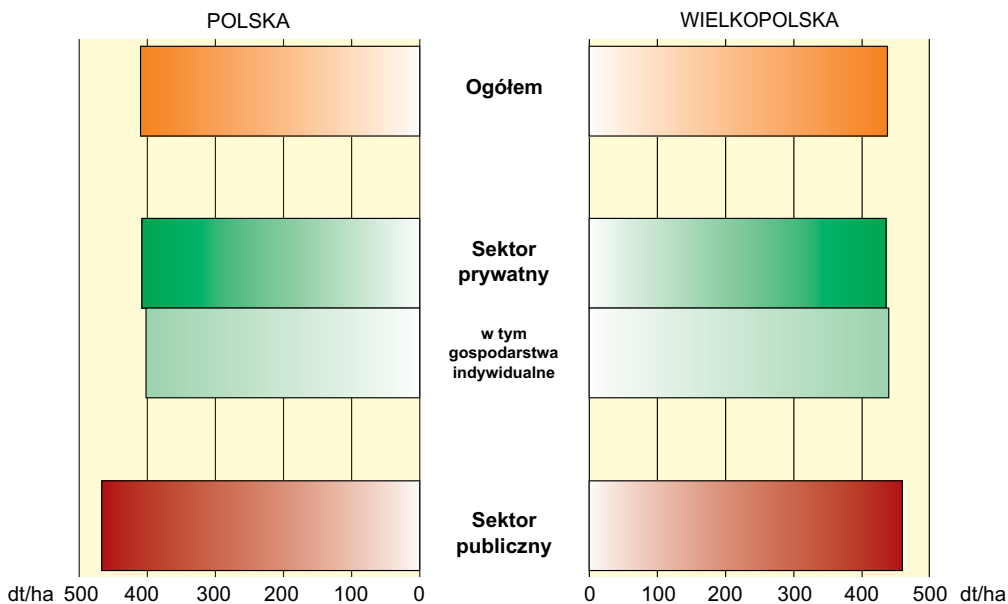 POLSKA
WIELKOPOLSKA
Ogółem
Sektor
prywatny
w tym
gospodarstwa
indywidualne
Sektor
publiczny
dt/ha 500 400 300 200 100 0
0 100 200 300 400 500 dt/ha